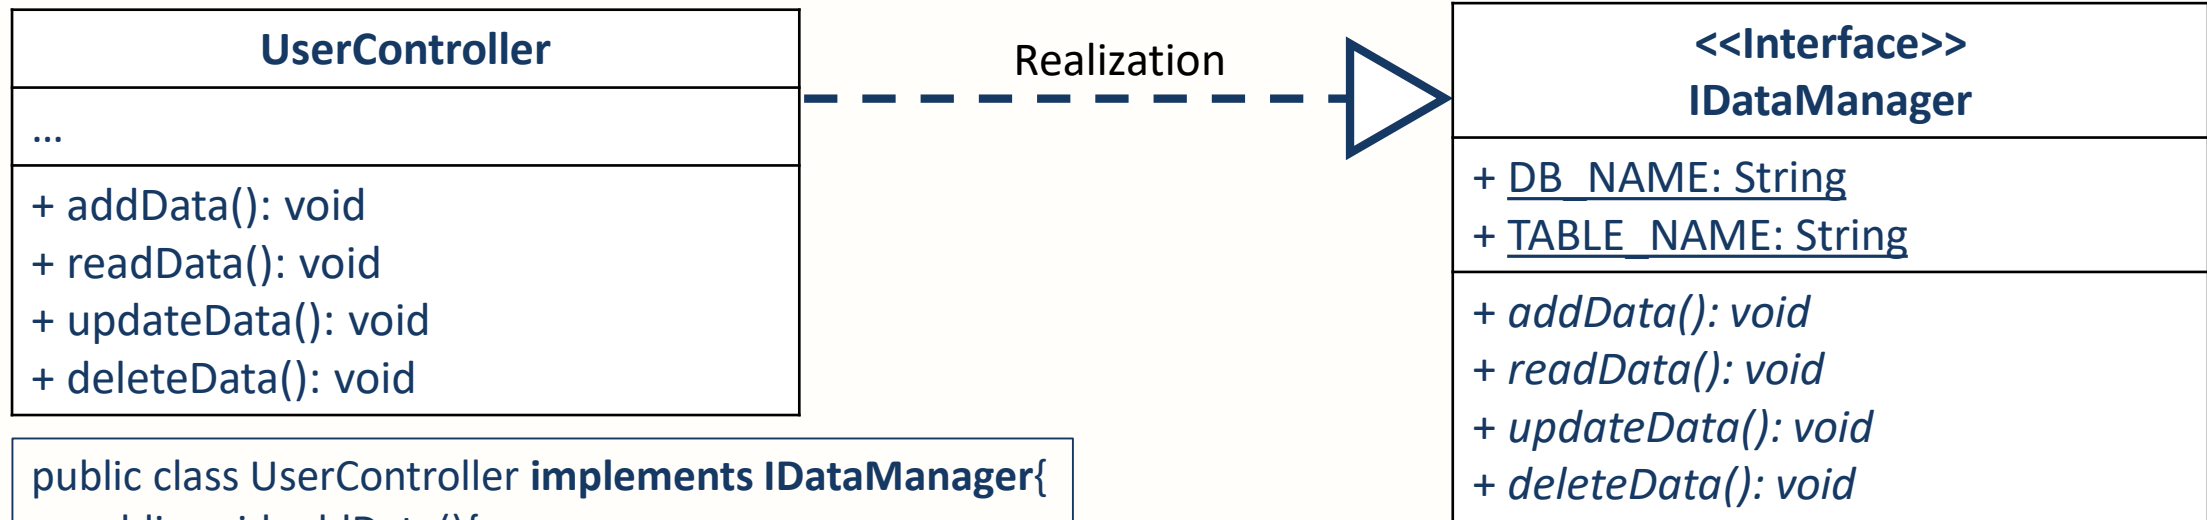 UserController
...
+ addData(): void
+ readData(): void
+ updateData(): void
+ deleteData(): void
Realization
<<Interface>>
IDataManager
+ DB_NAME: String
+ TABLE_NAME: String
+ addData(): void
+ readData(): void
+ updateData(): void
+ deleteData(): void
public class UserController implements IDataManager{